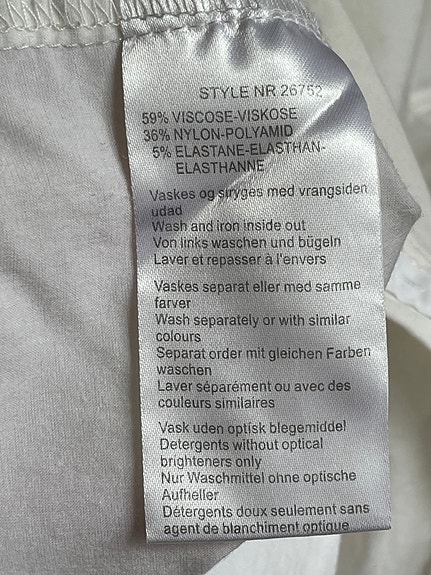 STYLE NR 26752
59% VISCOSE-VISKOSE
36% NYLON-POLYAMID
5% ELASTANE-ELASTHAN-
ELASTHANNE
Vaskes og stryges med vrangsiden
udad
Wash and iron inside out
Von links waschen und bügeln
Laver et repasser à l'envers
Vaskes separat eller med samme
farver
Wash separately or with similar
colours
Separat order mit gleichen Farben
waschen
Laver séparément ou avec des
couleurs similaires
Vask uden optisk blegemiddel
Detergents without optical
brighteners only
Nur Waschmittel ohne optische
Aufheller
Détergents doux seulement sans
agent de blanchiment optique